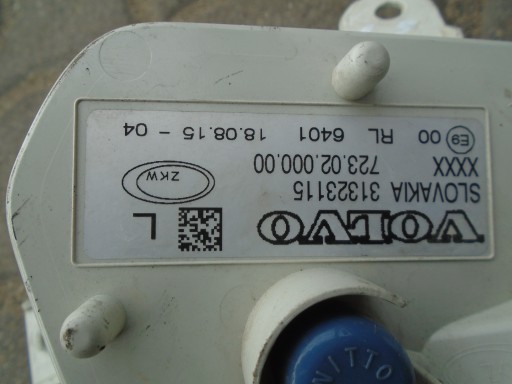 VOLVO
SLOVAKIA 31323115 L
XXXX 723.02.000.00 ZKW
E9 00 RL 6401 18.08.15 - 04
NITTO